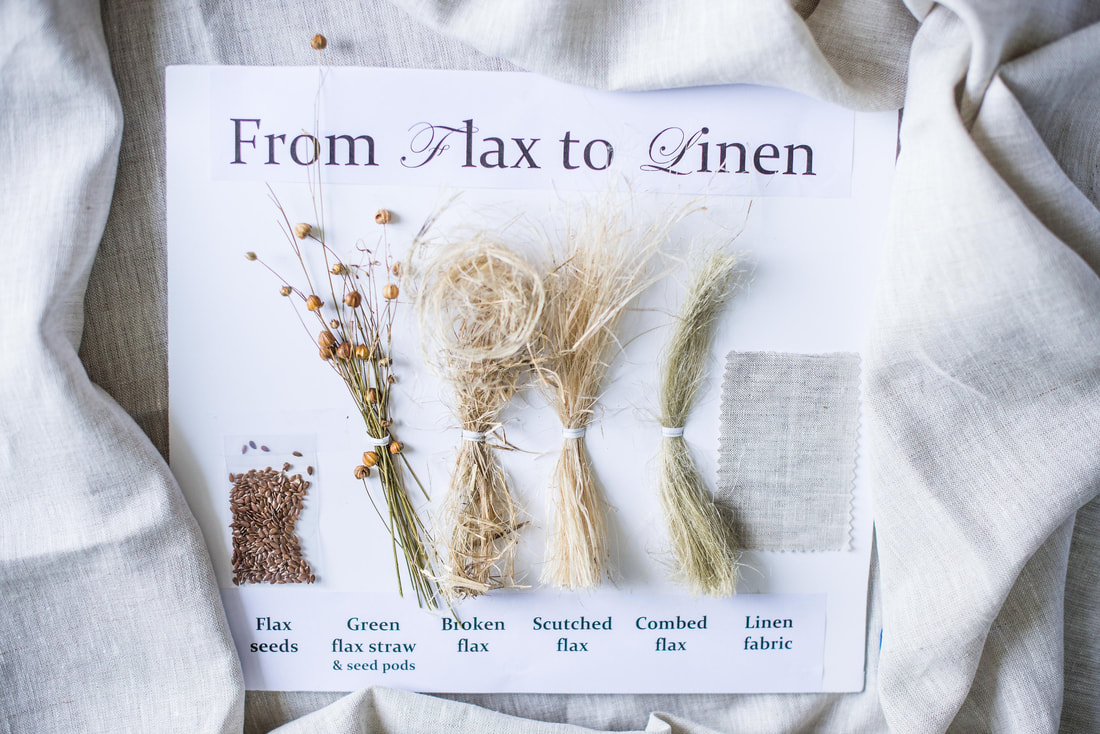 From Flax to Linen
Flax
seeds
Green
flax straw
& seed pods
Broken
flax
Scutched
flax
Combed
flax
Linen
fabric